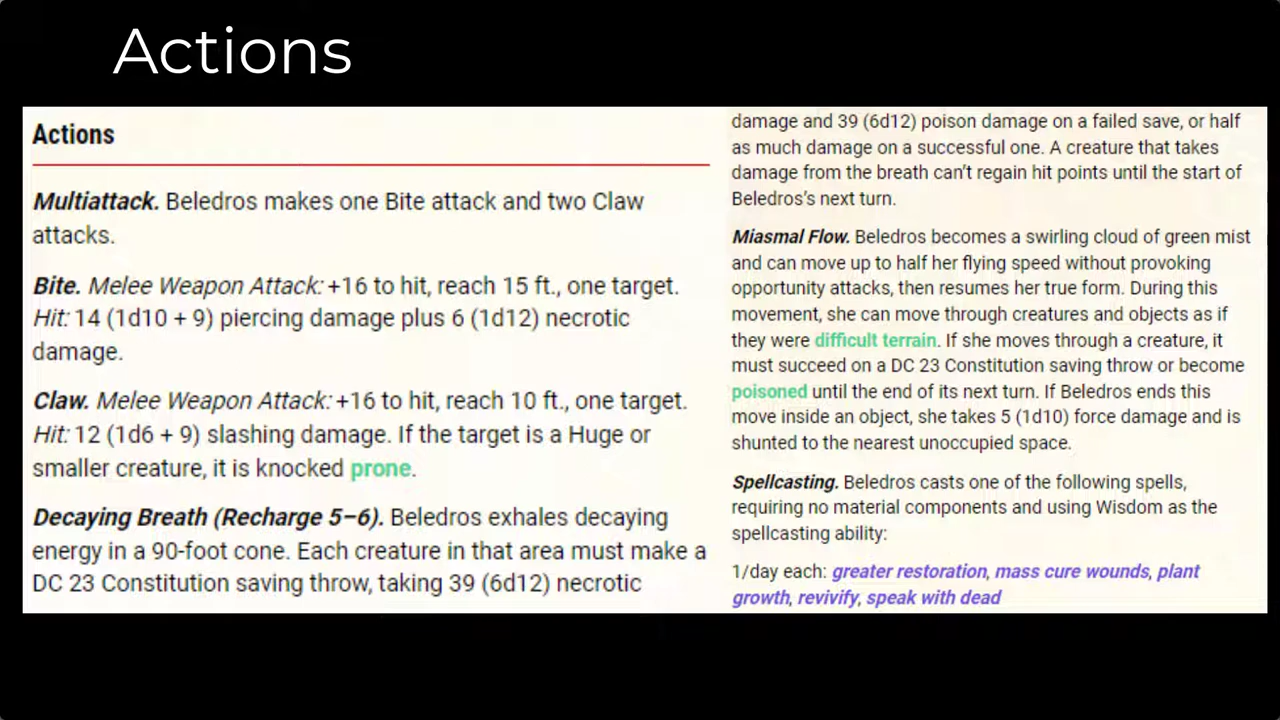 Actions
Actions
Multiattack. Beledros makes one Bite attack and two Claw
attacks.
Bite. Melee Weapon Attack: +16 to hit, reach 15 ft., one target.
Hit: 14 (1d10 + 9) piercing damage plus 6 (1d12) necrotic
damage.
Claw. Melee Weapon Attack: +16 to hit, reach 10 ft., one target.
Hit: 12 (1d6 + 9) slashing damage. If the target is a Huge or
smaller creature, it is knocked prone.
Decaying Breath (Recharge 5–6). Beledros exhales decaying
energy in a 90-foot cone. Each creature in that area must make a
DC 23 Constitution saving throw, taking 39 (6d12) necrotic
damage and 39 (6d12) poison damage on a failed save, or half
as much damage on a successful one. A creature that takes
damage from the breath can't regain hit points until the start of
Beledros's next turn.
Miasmal Flow. Beledros becomes a swirling cloud of green mist
and can move up to half her flying speed without provoking
opportunity attacks, then resumes her true form. During this
movement, she can move through creatures and objects as if
they were difficult terrain. If she moves through a creature, it
must succeed on a DC 23 Constitution saving throw or become
poisoned until the end of its next turn. If Beledros ends this
move inside an object, she takes 5 (1d10) force damage and is
shunted to the nearest unoccupied space.
Spellcasting. Beledros casts one of the following spells,
requiring no material components and using Wisdom as the
spellcasting ability:
1/day each: greater restoration, mass cure wounds, plant
growth, revivify, speak with dead